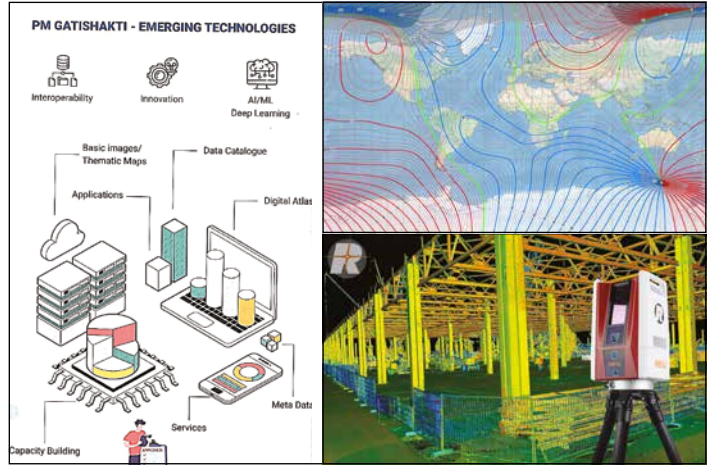 PM GATISHAKTI - EMERGING TECHNOLOGIES
Interoperability
Innovation
AI/ML
Deep Learning
Basic images/
Thematic Maps
Data Catalogue
Applications
Digital Atlas
Meta Data
Services
Capacity Building
R